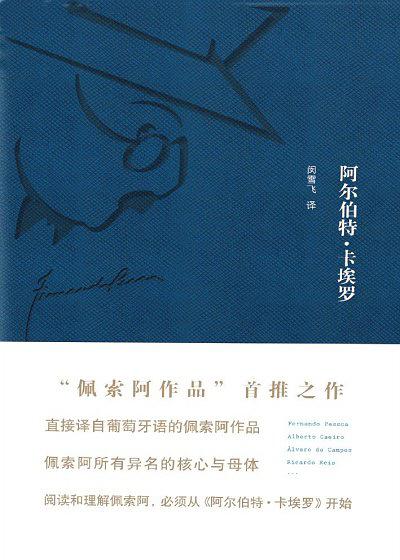 阿尔伯特·卡埃罗
闵雪飞 译
Fernando Pessoa
“佩索阿作品”首推之作
直接译自葡萄牙语的佩索阿作品
佩索阿所有异名的核心与母体
阅读和理解佩索阿，必须从《阿尔伯特·卡埃罗》开始
Fernando Pessoa
Alberto Caeiro
Álvaro de Campos
Ricardo Reis
...